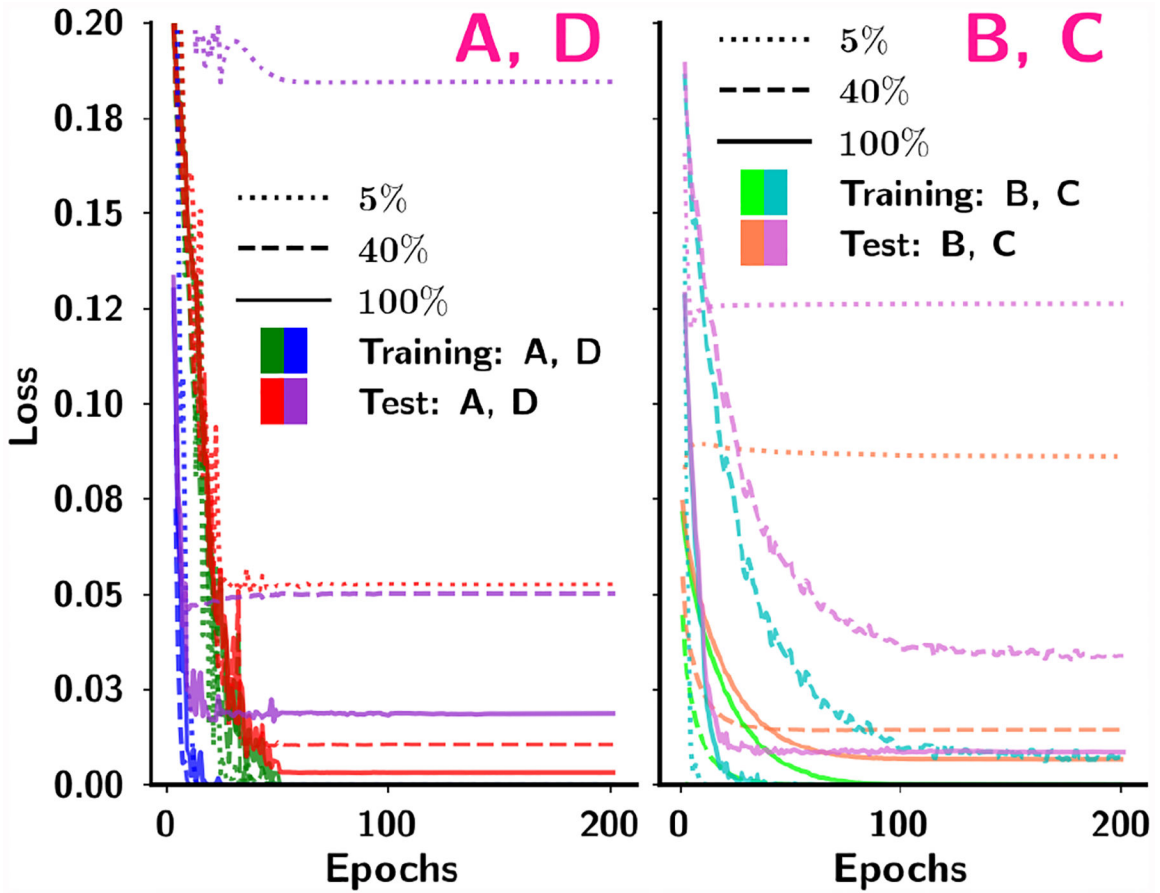 A, D
B, C
0.20
0.18
0.15
0.12
0.10
0.08
0.05
0.03
0.00
Loss
5%
40%
100%
Training: A, D
Test: A, D
0
100
200
Epochs
5%
40%
100%
Training: B, C
Test: B, C
0
100
200
Epochs